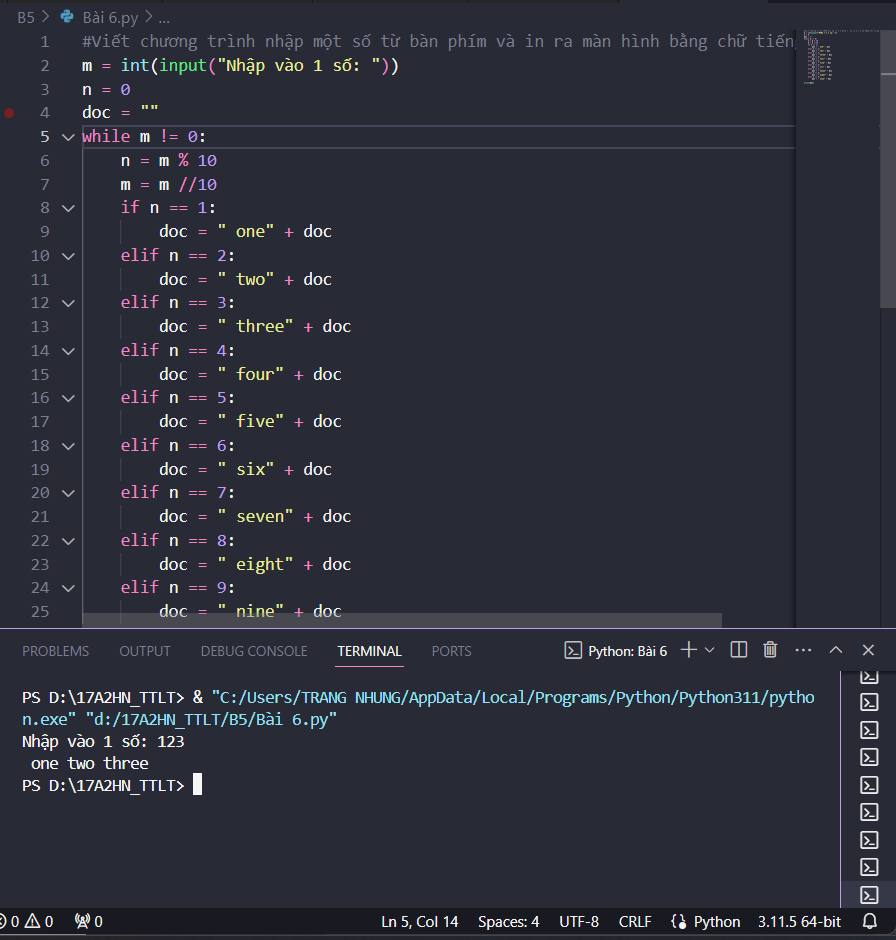 B5 > Bài 6.py > ...
1 #Viết chương trình nhập một số từ bàn phím và in ra màn hình bằng chữ tiến
2 m = int(input("Nhập vào 1 số: "))
3 n = 0
4 doc = ""
5 while m != 0:
6 n = m % 10
7 m = m //10
8 if n == 1:
9 doc = " one" + doc
10 elif n == 2:
11 doc = " two" + doc
12 elif n == 3:
13 doc = " three" + doc
14 elif n == 4:
15 doc = " four" + doc
16 elif n == 5:
17 doc = " five" + doc
18 elif n == 6:
19 doc = " six" + doc
20 elif n == 7:
21 doc = " seven" + doc
22 elif n == 8:
23 doc = " eight" + doc
24 elif n == 9:
25 doc = " nine" + doc
PROBLEMS OUTPUT DEBUG CONSOLE TERMINAL PORTS Python: Bài 6
PS D:\17A2HN_TTLT> & "C:/Users/TRANG NHUNG/AppData/Local/Programs/Python/Python311/pytho
n.exe" "d:/17A2HN_TTLT/B5/Bài 6.py"
Nhập vào 1 số: 123
one two three
PS D:\17A2HN_TTLT>
0 0 0 Ln 5, Col 14 Spaces: 4 UTF-8 CRLF Python 3.11.5 64-bit